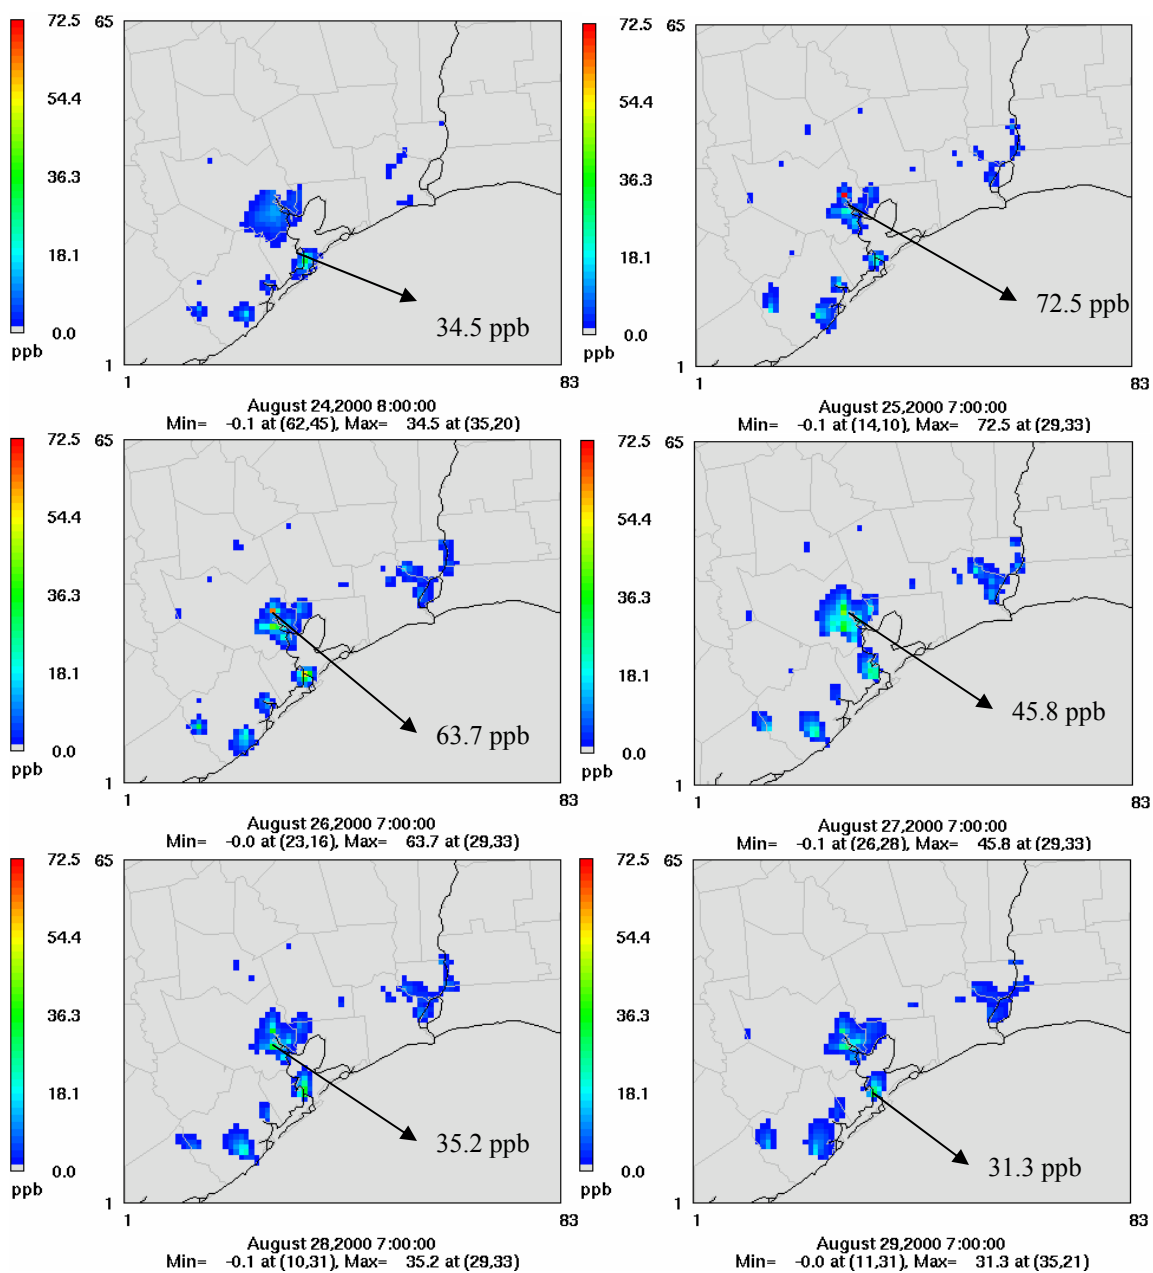 72.5
54.4
36.3
18.1
0.0
ppb
65
1
1
83
34.5 ppb
August 24,2000 8:00:00
Min= -0.1 at (62,45), Max= 34.5 at (35,20)
72.5
54.4
36.3
18.1
0.0
ppb
65
1
1
83
72.5 ppb
August 25,2000 7:00:00
Min= -0.1 at (14,10), Max= 72.5 at (29,33)
72.5
54.4
36.3
18.1
0.0
ppb
65
1
1
83
63.7 ppb
August 26,2000 7:00:00
Min= -0.0 at (23,16), Max= 63.7 at (29,33)
72.5
54.4
36.3
18.1
0.0
ppb
65
1
1
83
45.8 ppb
August 27,2000 7:00:00
Min= -0.1 at (26,28), Max= 45.8 at (29,33)
72.5
54.4
36.3
18.1
0.0
ppb
65
1
1
83
35.2 ppb
August 28,2000 7:00:00
Min= -0.1 at (10,31), Max= 35.2 at (29,33)
72.5
54.4
36.3
18.1
0.0
ppb
65
1
1
83
31.3 ppb
August 29,2000 7:00:00
Min= -0.0 at (11,31), Max= 31.3 at (35,21)